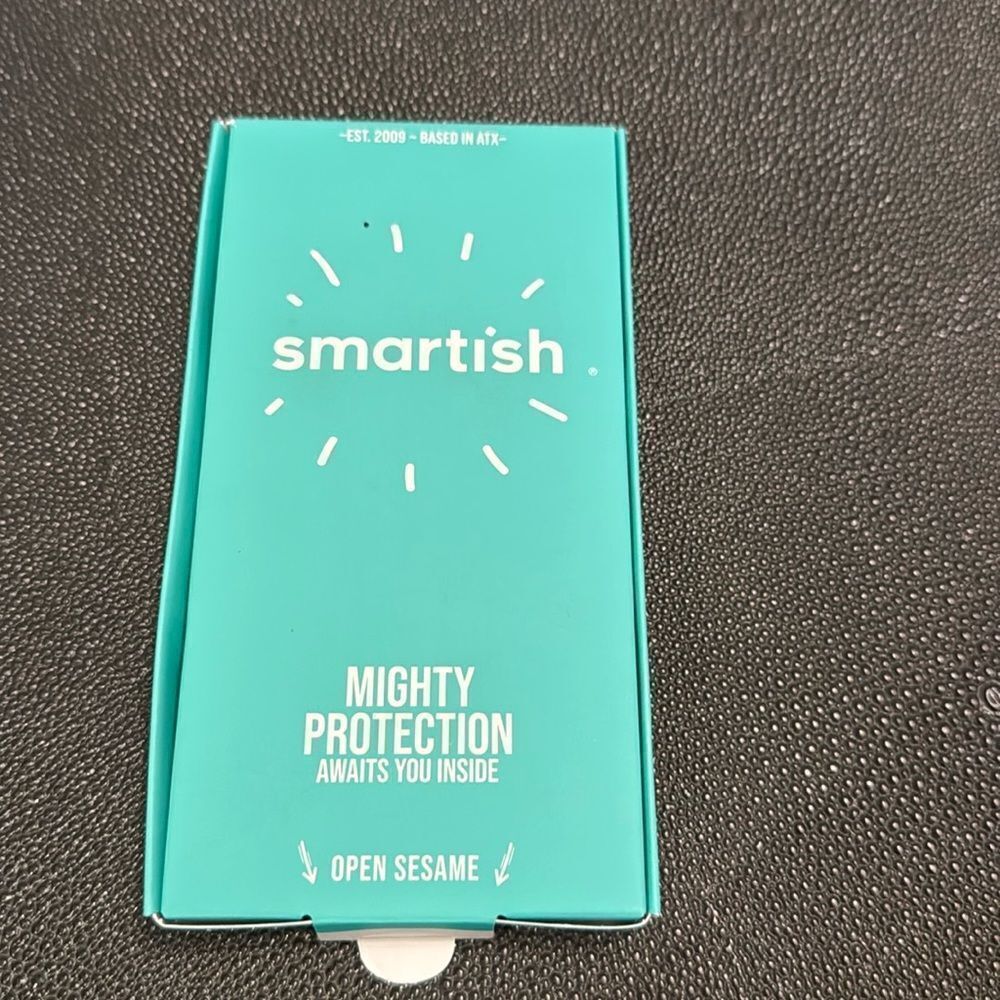 ~EST. 2009 ~ BASED IN ATX~
smartish ®
MIGHTY
PROTECTION
AWAITS YOU INSIDE
OPEN SESAME